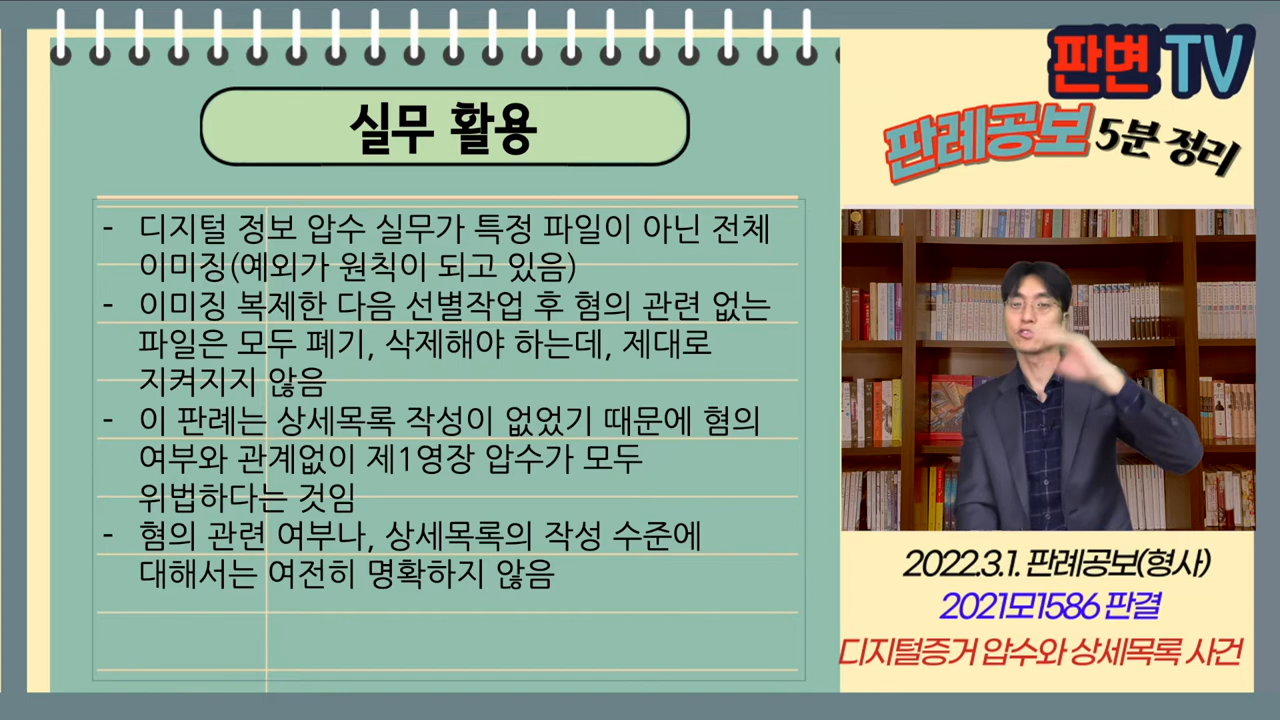 실무 활용
- 디지털 정보 압수 실무가 특정 파일이 아닌 전체
이미징(예외가 원칙이 되고 있음)
- 이미징 복제한 다음 선별작업 후 혐의 관련 없는
파일은 모두 폐기, 삭제해야 하는데, 제대로
지켜지지 않음
- 이 판례는 상세목록 작성이 없었기 때문에 혐의
여부와 관계없이 제1영장 압수가 모두
위법하다는 것임
- 혐의 관련 여부나, 상세목록의 작성 수준에
대해서는 여전히 명확하지 않음
판변 TV
판례공보 5분 정리
2022.3.1. 판례공보(형사)
2021모1586 판결
디지털증거 압수와 상세목록 사건